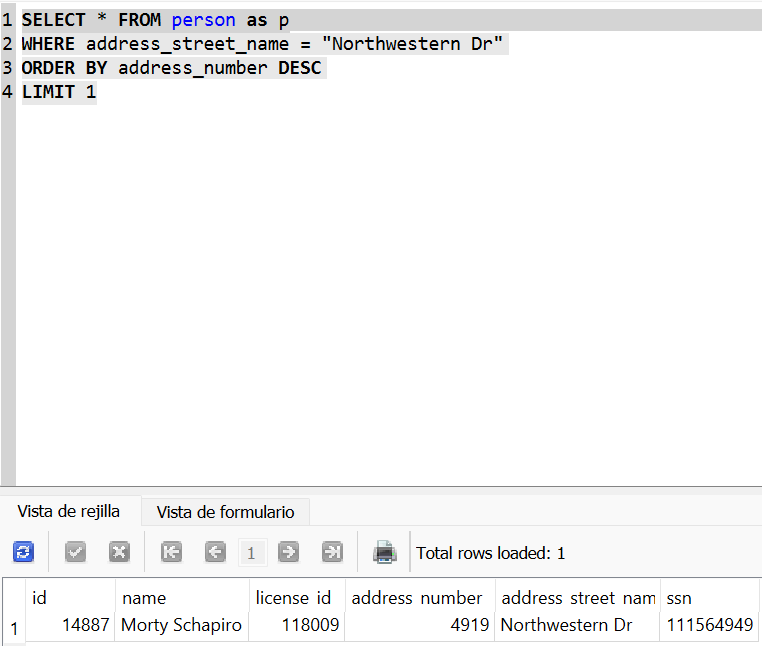 1 SELECT * FROM person as p
2 WHERE address_street_name = "Northwestern Dr"
3 ORDER BY address_number DESC
4 LIMIT 1
Vista de rejilla Vista de formulario
1 Total rows loaded: 1
id name license id address number address street nam ssn
1 14887 Morty Schapiro 118009 4919 Northwestern Dr 111564949